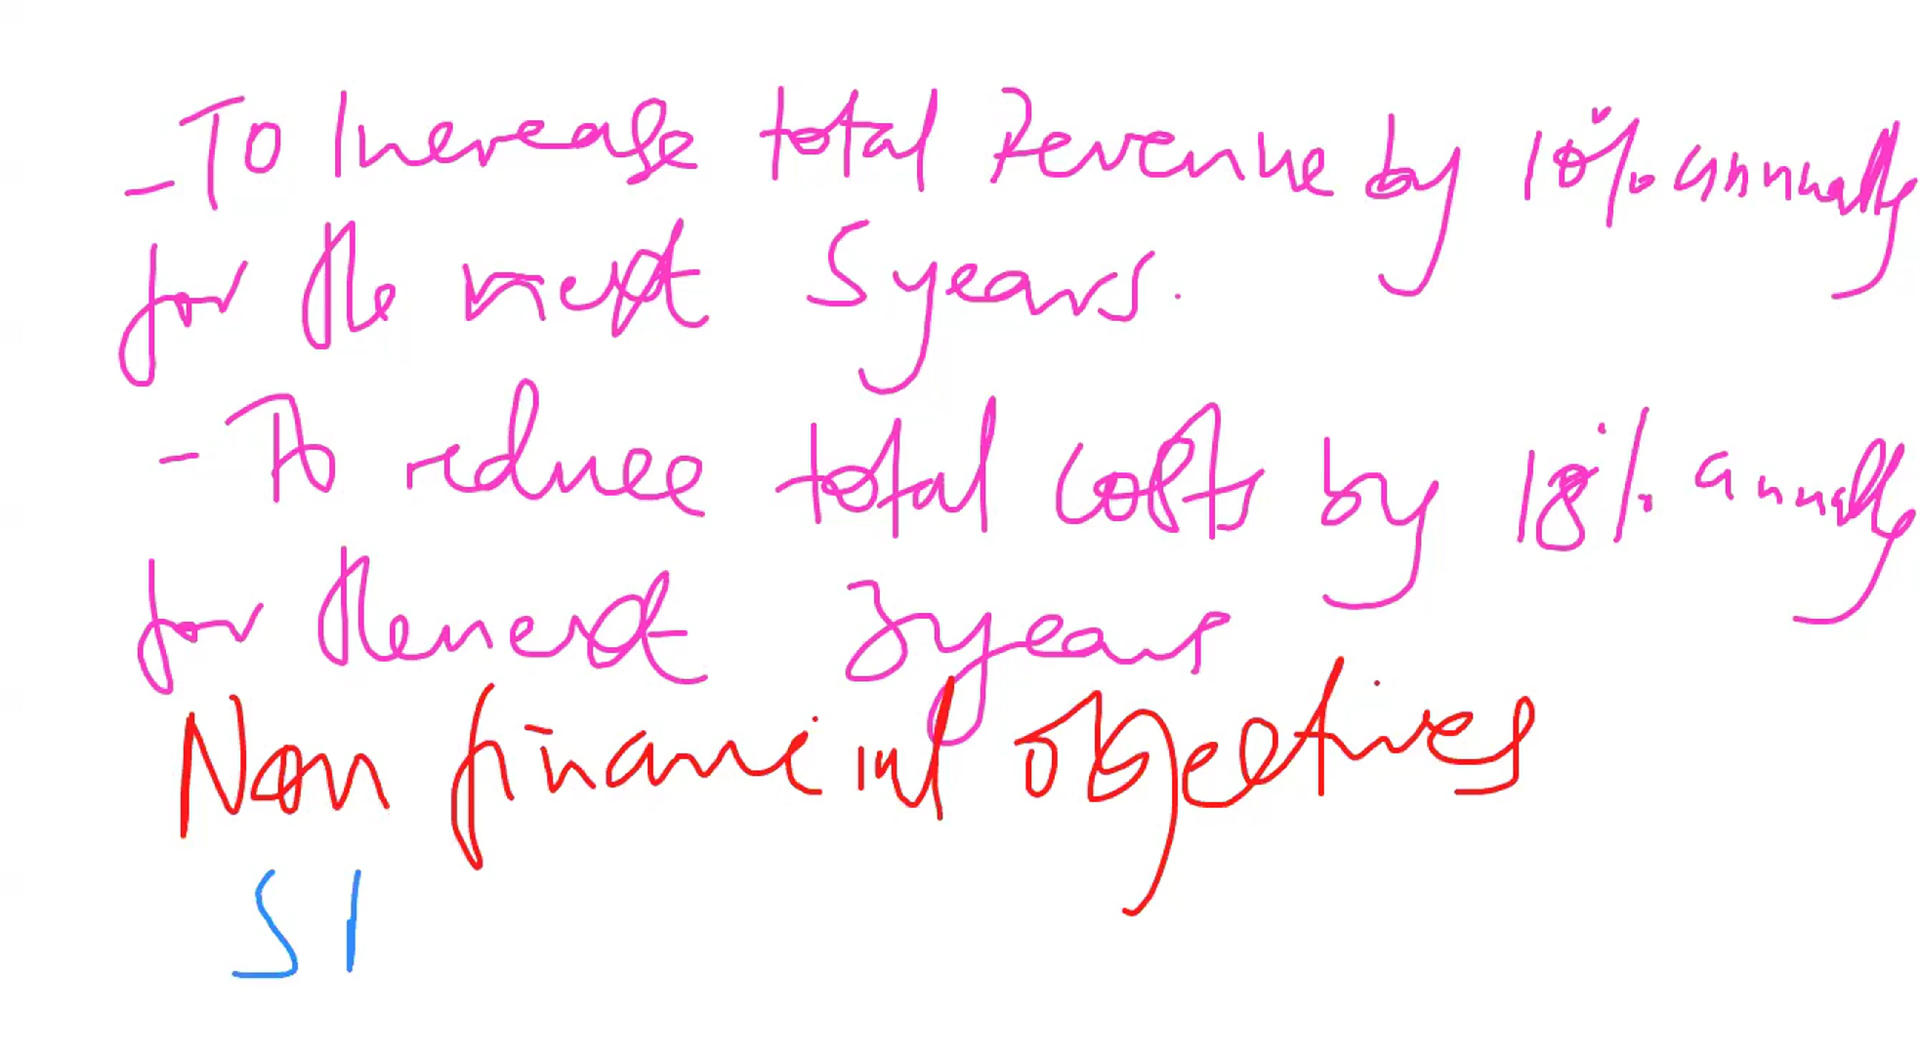 - To Increase total Revenue by 10% annually
for the next 5 years.
- To reduce total costs by 18% annually
for the next 3 years
Non financial objectives
SI